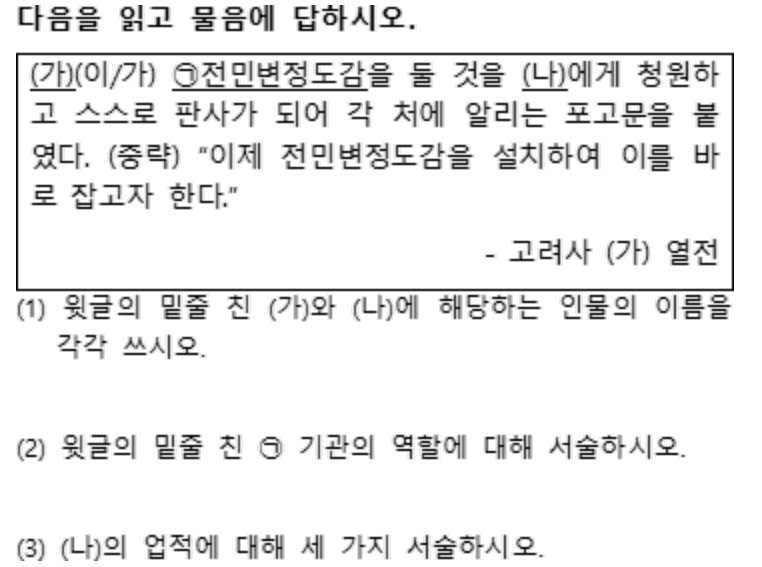 다음을 읽고 물음에 답하시오.
(가)(이/가) ㉠전민변정도감을 둘 것을 (나)에게 청원하
고 스스로 판사가 되어 각 처에 알리는 포고문을 붙
였다. (중략) “이제 전민변정도감을 설치하여 이를 바
로 잡고자 한다.”
- 고려사 (가) 열전
(1) 윗글의 밑줄 친 (가)와 (나)에 해당하는 인물의 이름을
각각 쓰시오.
(2) 윗글의 밑줄 친 ㉠ 기관의 역할에 대해 서술하시오.
(3) (나)의 업적에 대해 세 가지 서술하시오.